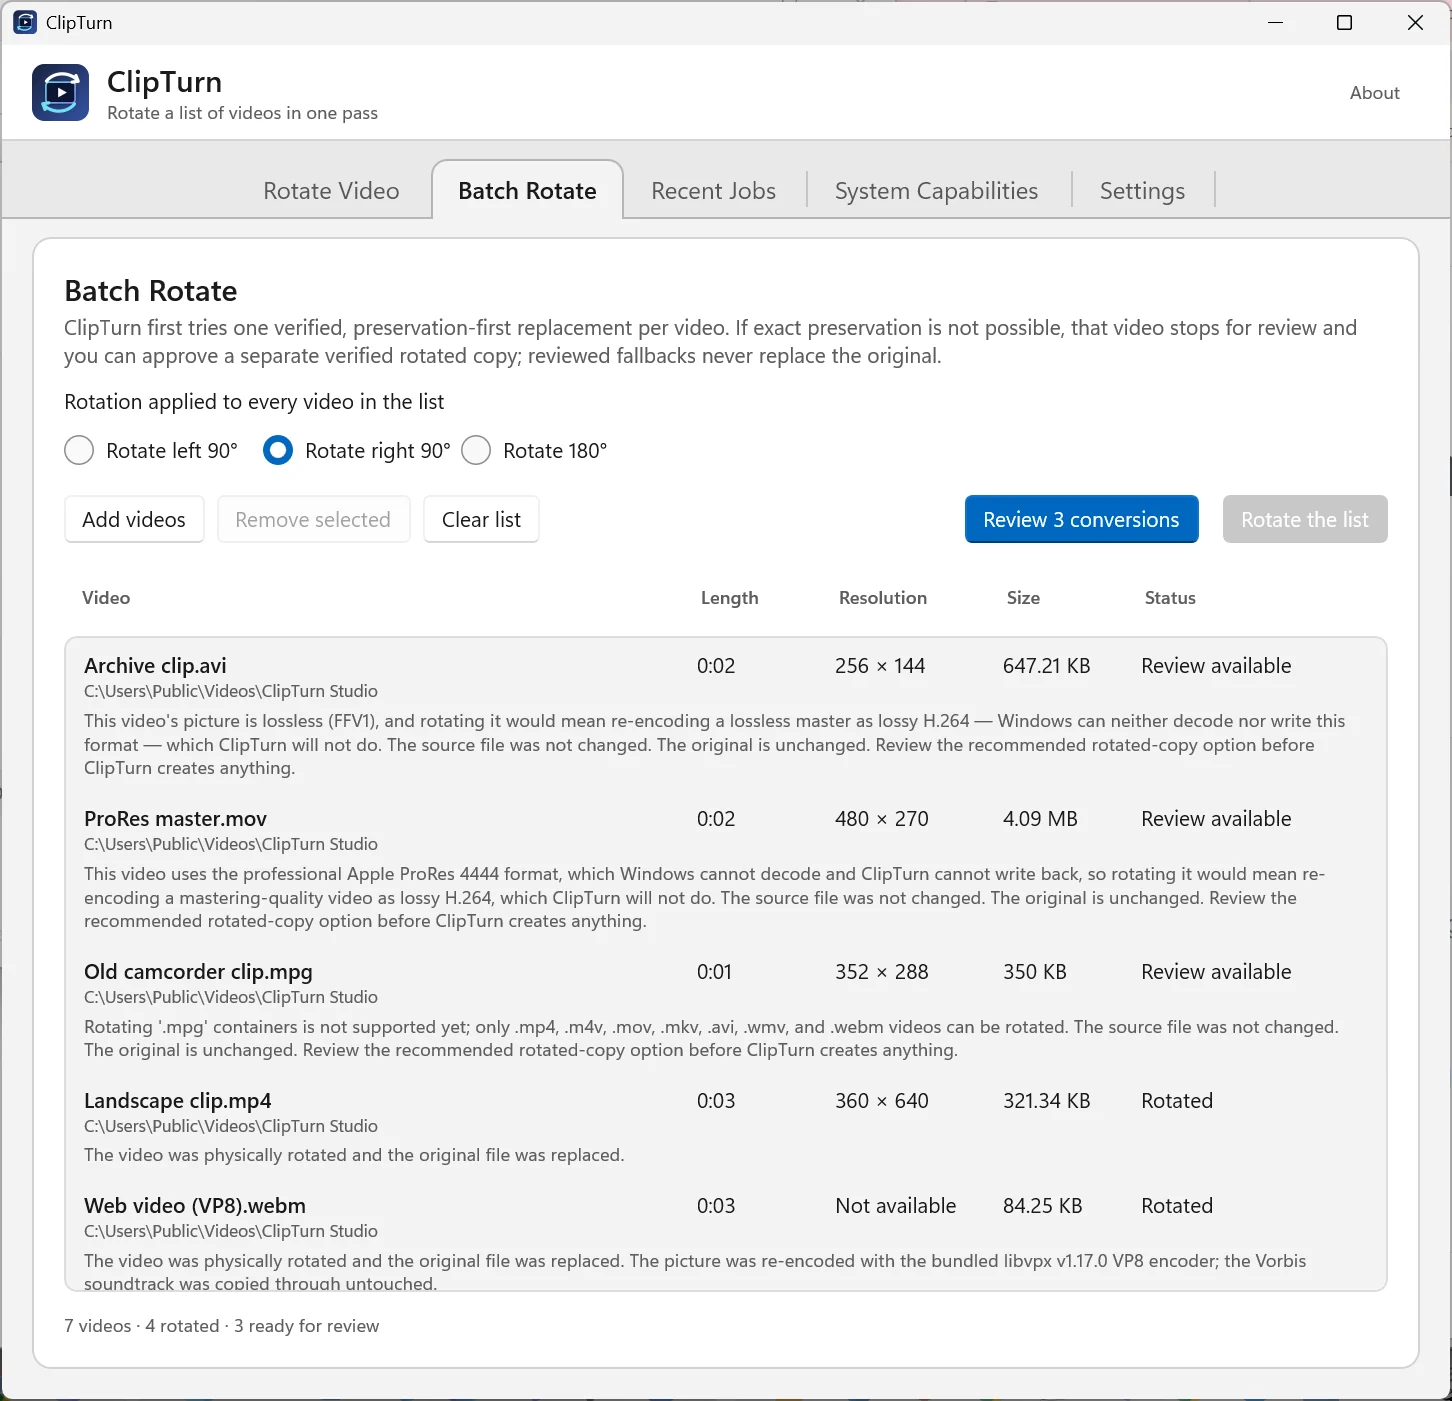 ClipTurn
ClipTurn
Rotate a list of videos in one pass
About
Rotate Video
Batch Rotate
Recent Jobs
System Capabilities
Settings
Batch Rotate
ClipTurn first tries one verified, preservation-first replacement per video. If exact preservation is not possible, that video stops for review and
you can approve a separate verified rotated copy; reviewed fallbacks never replace the original.
Rotation applied to every video in the list
Rotate left 90°
Rotate right 90°
Rotate 180°
Add videos
Remove selected
Clear list
Review 3 conversions
Rotate the list
Video Length Resolution Size Status
Archive clip.avi 0:02 256 × 144 647.21 KB Review available
C:\Users\Public\Videos\ClipTurn Studio
This video's picture is lossless (FFV1), and rotating it would mean re-encoding a lossless master as lossy H.264 — Windows can neither decode nor write this
format — which ClipTurn will not do. The source file was not changed. The original is unchanged. Review the recommended rotated-copy option before
ClipTurn creates anything.
ProRes master.mov 0:02 480 × 270 4.09 MB Review available
C:\Users\Public\Videos\ClipTurn Studio
This video uses the professional Apple ProRes 4444 format, which Windows cannot decode and ClipTurn cannot write back, so rotating it would mean re-
encoding a mastering-quality video as lossy H.264, which ClipTurn will not do. The source file was not changed. The original is unchanged. Review the
recommended rotated-copy option before ClipTurn creates anything.
Old camcorder clip.mpg 0:01 352 × 288 350 KB Review available
C:\Users\Public\Videos\ClipTurn Studio
Rotating '.mpg' containers is not supported yet; only .mp4, .m4v, .mov, .mkv, .avi, .wmv, and .webm videos can be rotated. The source file was not changed.
The original is unchanged. Review the recommended rotated-copy option before ClipTurn creates anything.
Landscape clip.mp4 0:03 360 × 640 321.34 KB Rotated
C:\Users\Public\Videos\ClipTurn Studio
The video was physically rotated and the original file was replaced.
Web video (VP8).webm 0:03 Not available 84.25 KB Rotated
C:\Users\Public\Videos\ClipTurn Studio
The video was physically rotated and the original file was replaced. The picture was re-encoded with the bundled libvpx v1.17.0 VP8 encoder; the Vorbis
soundtrack was copied through untouched.
7 videos · 4 rotated · 3 ready for review